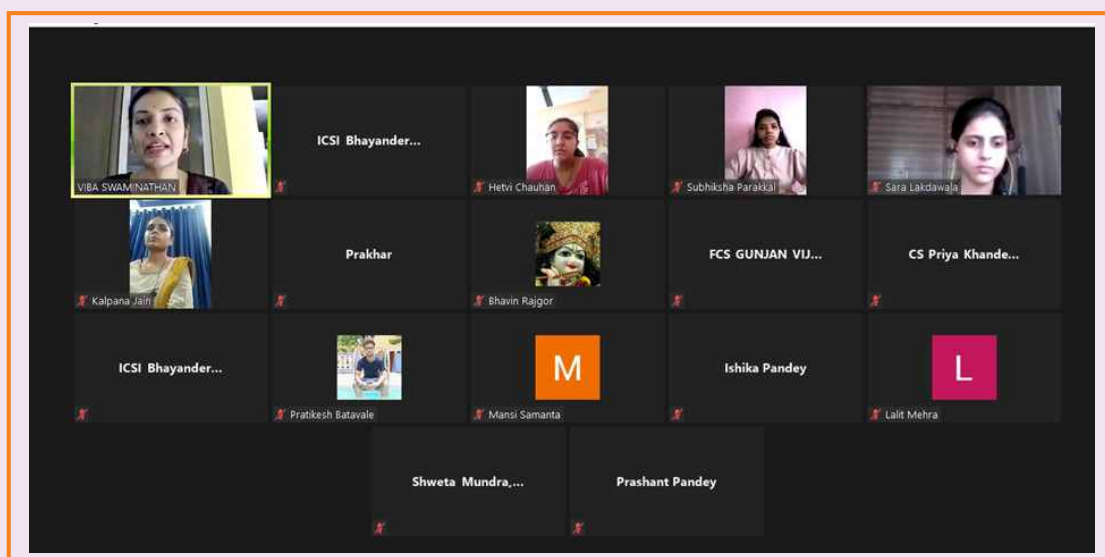 VIBA SWAMINATHAN
ICSI Bhayander...
Hetvi Chauhan
Subhiksha Parakkal
Sara Lakdawala
Kalpana Jain
Prakhar
Bhavin Rajgor
FCS GUNJAN VIJ...
CS Priya Khande...
ICSI Bhayander...
Pratikesh Batavale
M
Mansi Samanta
Ishika Pandey
L
Lalit Mehra
Shweta Mundra,...
Prashant Pandey